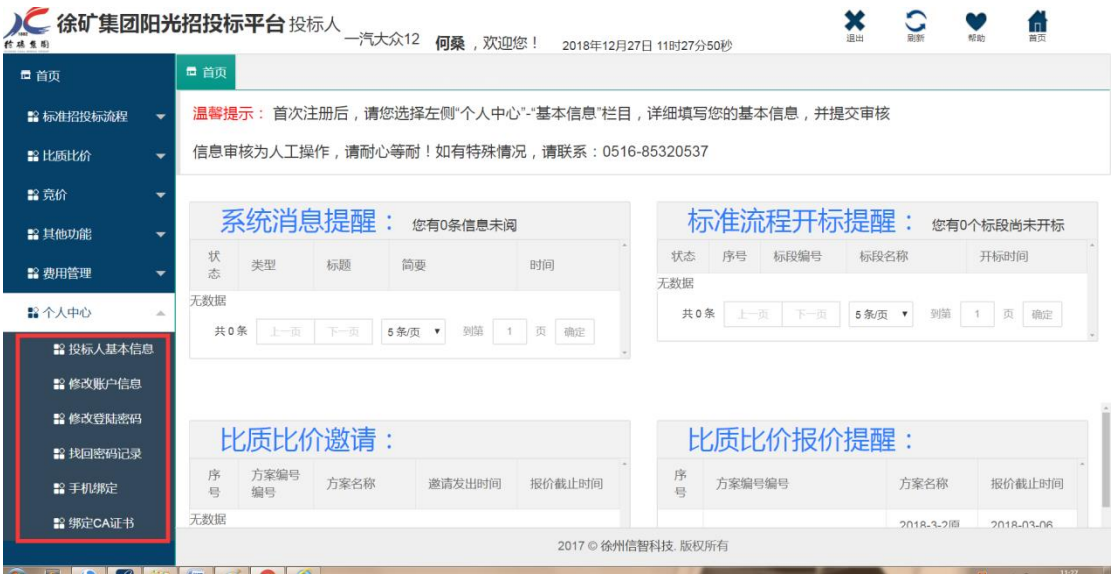 徐矿集团
徐矿集团阳光招投标平台 投标人 一汽大众12 何桑 ，欢迎您！ 2018年12月27日 11时27分50秒
退出 刷新 帮助 首页
首页
标准招投标流程
比质比价
竞价
其他功能
费用管理
个人中心
投标人基本信息
修改账户信息
修改登陆密码
找回密码记录
手机绑定
绑定CA证书
首页
温馨提示： 首次注册后，请您选择左侧“个人中心”-“基本信息”栏目，详细填写您的基本信息，并提交审核
信息审核为人工操作，请耐心等耐！如有特殊情况，请联系：0516-85320537
系统消息提醒： 您有0条信息未阅
状态 类型 标题 简要 时间
无数据
共 0 条 上一页 下一页 5 条/页 到第 1 页 确定
标准流程开标提醒： 您有0个标段尚未开标
状态 序号 标段编号 标段名称 开标时间
无数据
共 0 条 上一页 下一页 5 条/页 到第 1 页 确定
比质比价邀请：
序号 方案编号编号 方案名称 邀请发出时间 报价截止时间
无数据
比质比价报价提醒：
序号 方案编号编号 方案名称 报价截止时间
2018-3-2原 2018-03-06
2017 © 徐州信智科技. 版权所有
11:27